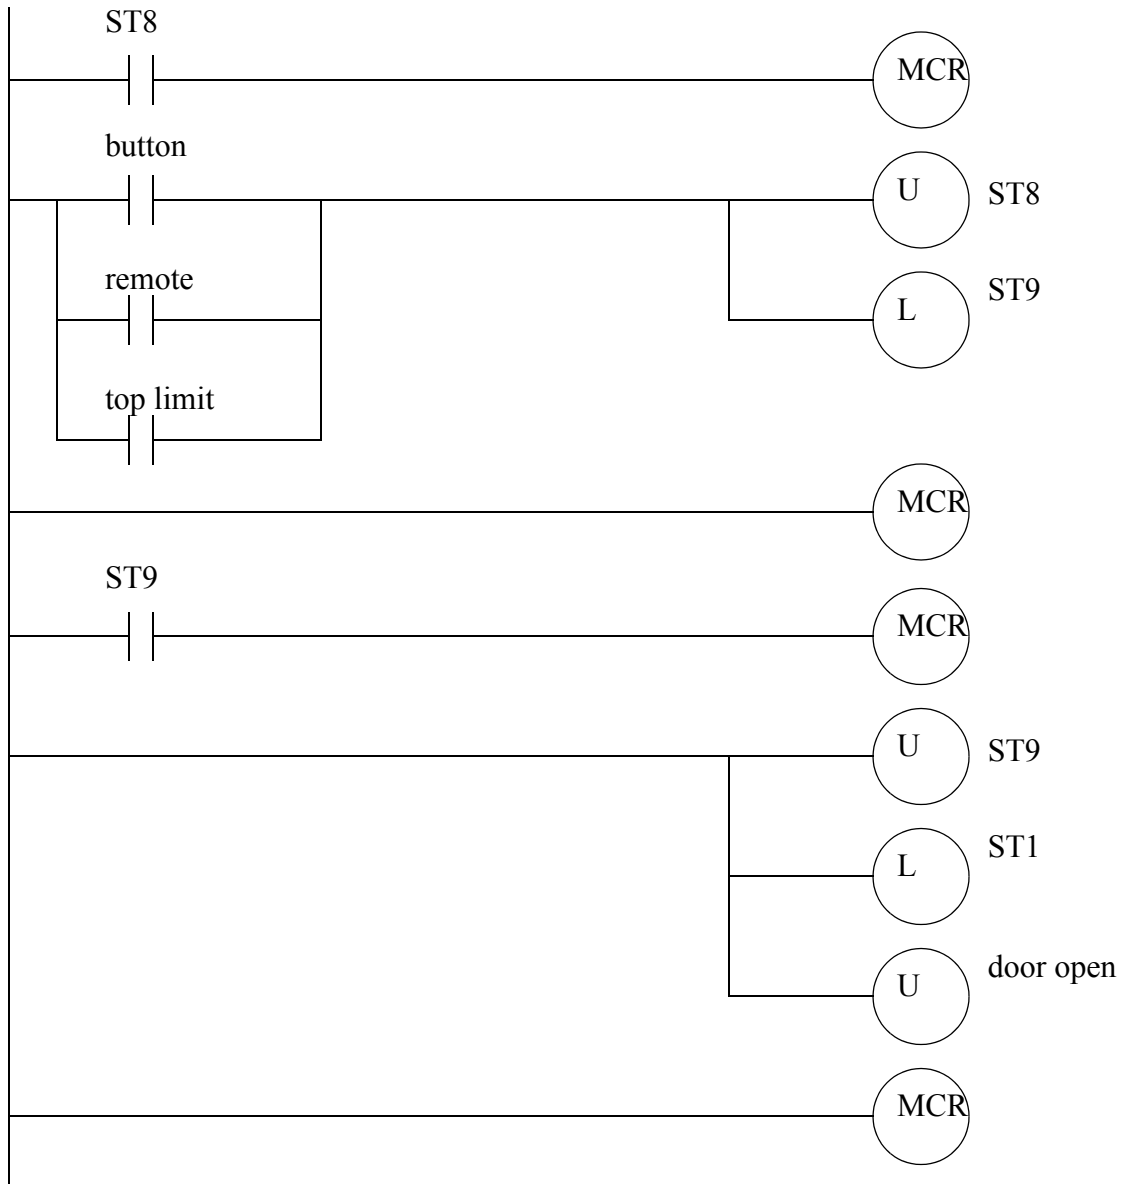 ST8
MCR
button
U ST8
remote
L ST9
top limit
MCR
ST9
MCR
U ST9
L ST1
U door open
MCR